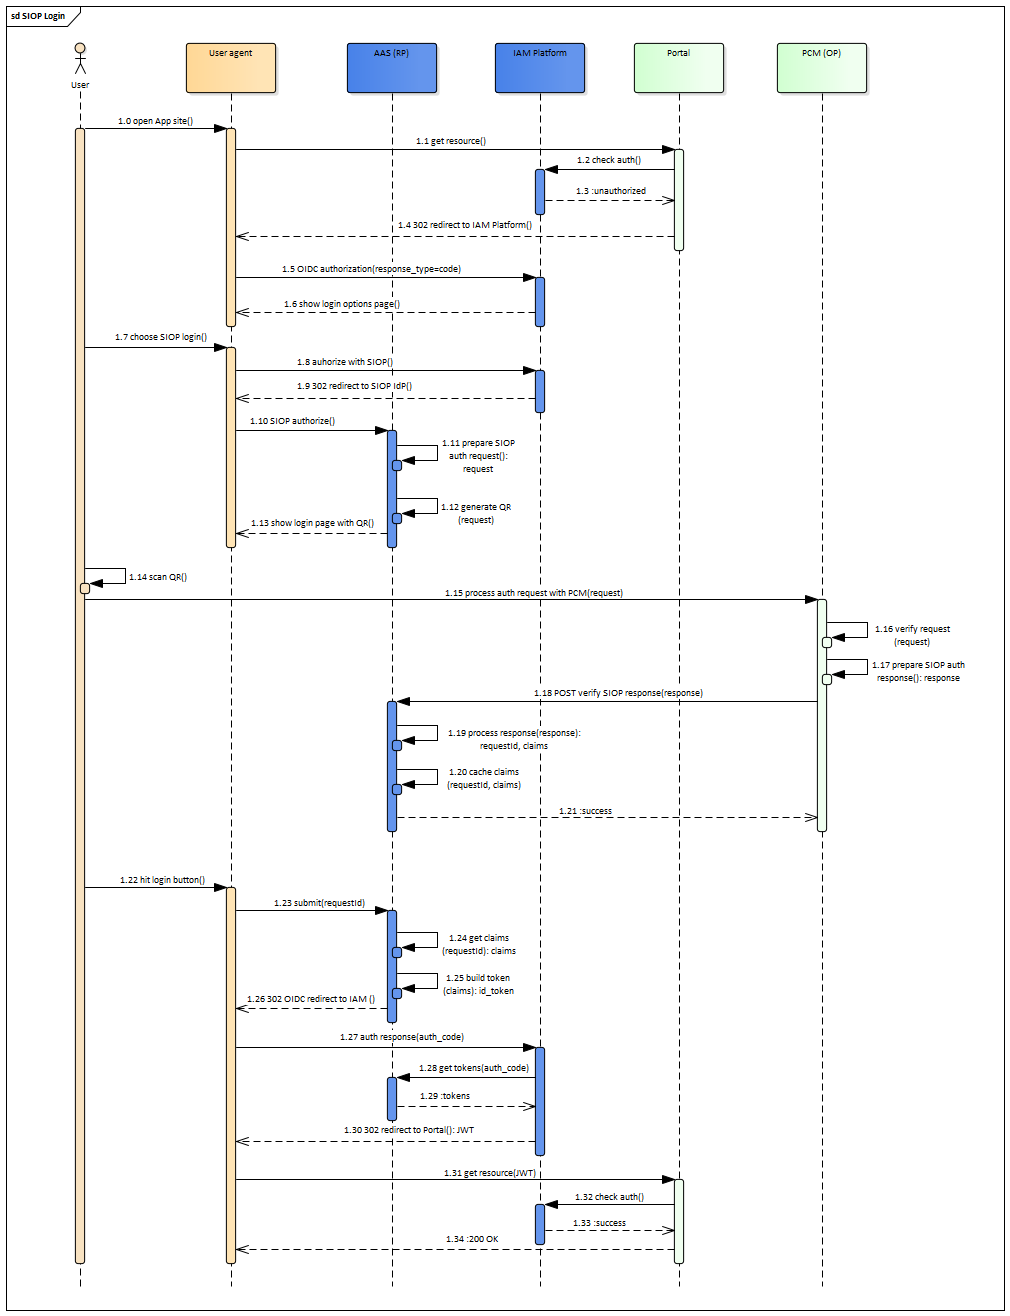 sd SIOP Login
User
User agent
AAS (RP)
IAM Platform
Portal
PCM (OP)
1.0 open App site()
1.1 get resource()
1.2 check auth()
1.3 :unauthorized
1.4 302 redirect to IAM Platform()
1.5 OIDC authorization(response_type=code)
1.6 show login options page()
1.7 choose SIOP login()
1.8 auhorize with SIOP()
1.9 302 redirect to SIOP IdP()
1.10 SIOP authorize()
1.11 prepare SIOP
auth request():
request
1.12 generate QR
(request)
1.13 show login page with QR()
1.14 scan QR()
1.15 process auth request with PCM(request)
1.16 verify request
(request)
1.17 prepare SIOP auth
response(): response
1.18 POST verify SIOP response(response)
1.19 process response(response):
requestId, claims
1.20 cache claims
(requestId, claims)
1.21 :success
1.22 hit login button()
1.23 submit(requestId)
1.24 get claims
(requestId): claims
1.25 build token
(claims): id_token
1.26 302 OIDC redirect to IAM ()
1.27 auth response(auth_code)
1.28 get tokens(auth_code)
1.29 :tokens
1.30 302 redirect to Portal(): JWT
1.31 get resource(JWT)
1.32 check auth()
1.33 :success
1.34 :200 OK